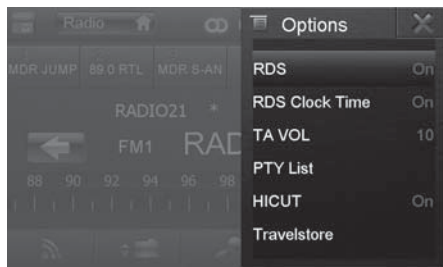 Radio
Options
MDR JUMP 89.0 RTL MDR S-AN
RADIO21 *
FM1 RAD
88 90 92 94 96 98
RDS On
RDS Clock Time On
TA VOL 10
PTY List
HICUT On
Travelstore